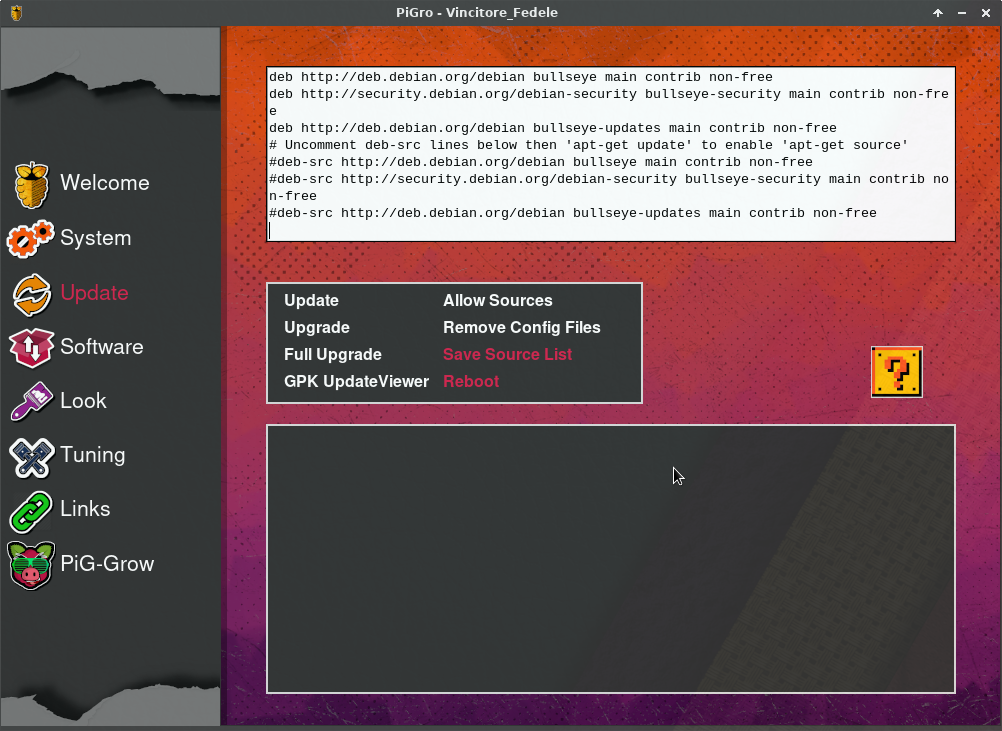 PiGro - Vincitore_Fedele
deb http://deb.debian.org/debian bullseye main contrib non-free
deb http://security.debian.org/debian-security bullseye-security main contrib non-fre
e
deb http://deb.debian.org/debian bullseye-updates main contrib non-free
# Uncomment deb-src lines below then 'apt-get update' to enable 'apt-get source'
#deb-src http://deb.debian.org/debian bullseye main contrib non-free
#deb-src http://security.debian.org/debian-security bullseye-security main contrib no
n-free
#deb-src http://deb.debian.org/debian bullseye-updates main contrib non-free
Welcome
System
Update
Software
Look
Tuning
Links
PiG-Grow
Update
Allow Sources
Upgrade
Remove Config Files
Full Upgrade
Save Source List
GPK UpdateViewer
Reboot
?